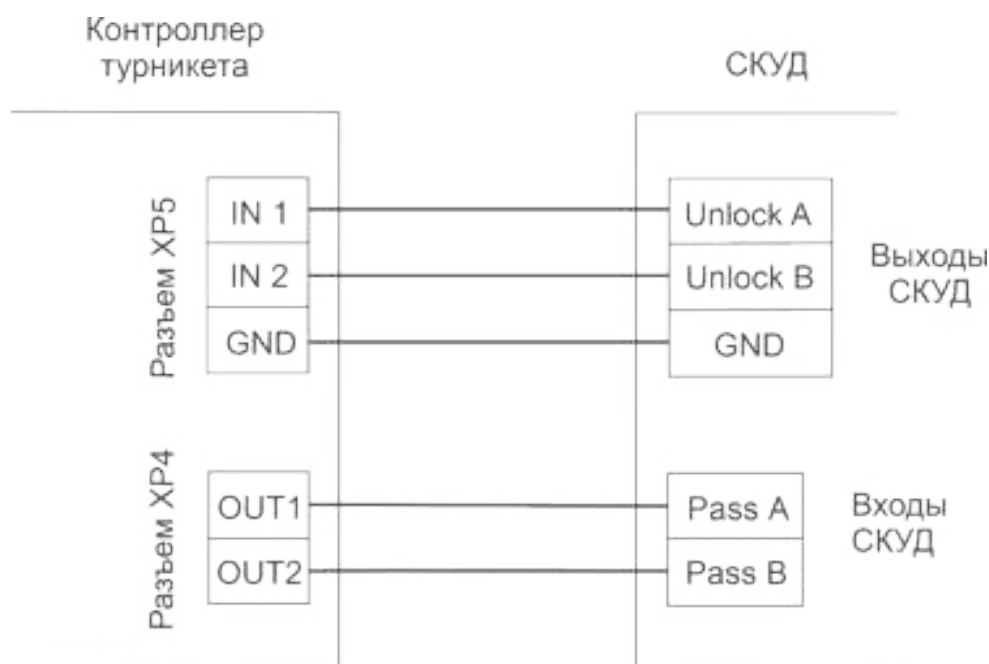 Контроллер
турникета
СКУД
Разъем XP5
IN 1
IN 2
GND
Unlock A
Unlock B
GND
Выходы
СКУД
Разъем XP4
OUT1
OUT2
Pass A
Pass B
Входы
СКУД